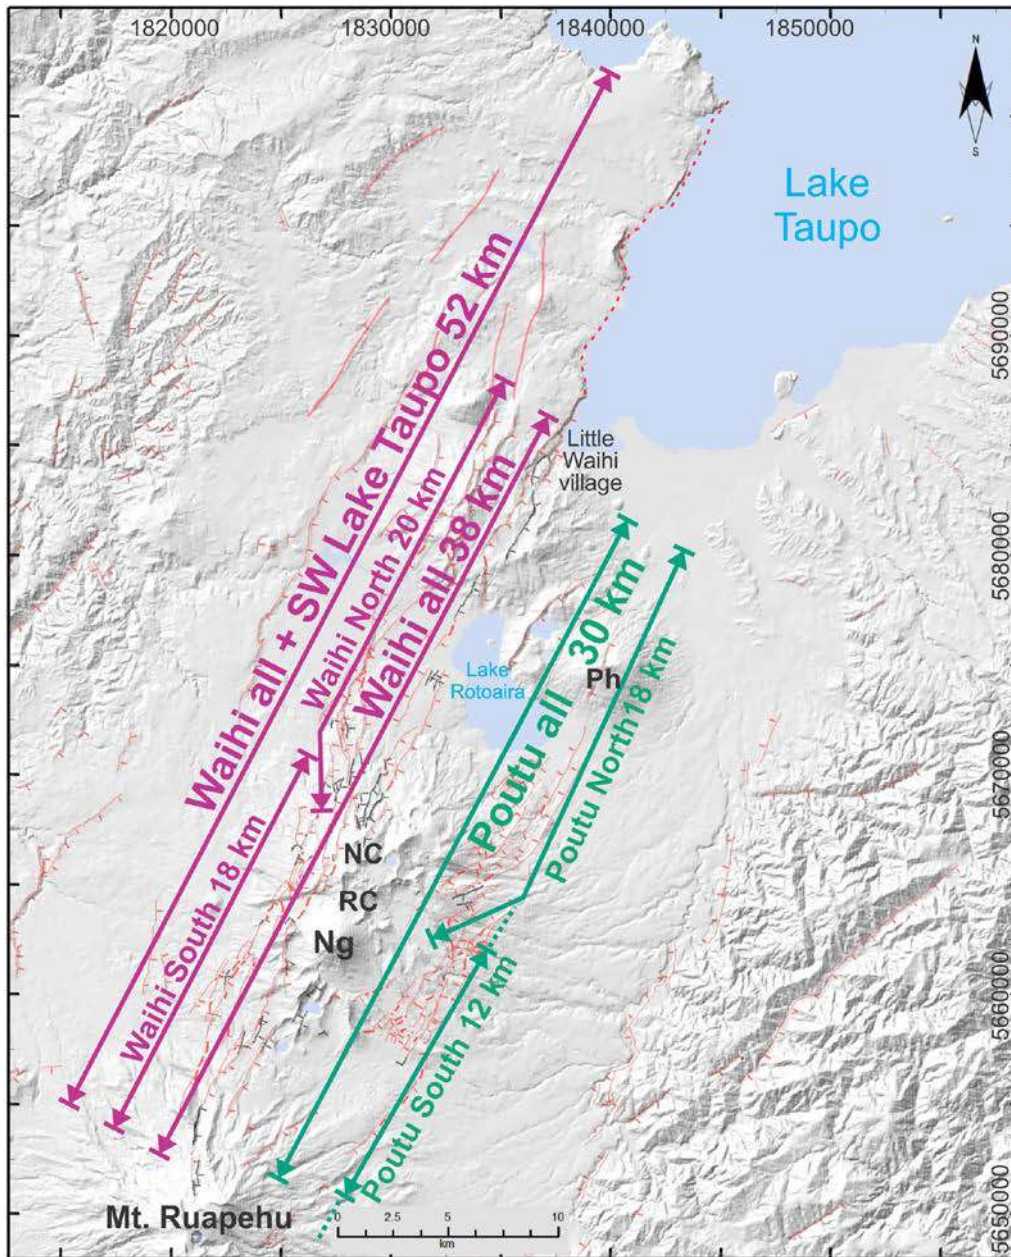 1820000
1830000
1840000
1850000
N
S
Lake
Taupo
5690000
Waihi all + SW Lake Taupo 52 km
Waihi North 20 km
Waihi all 38 km
Little
Waihi
village
5680000
Poutu all 30 km
Lake
Rotoaira
Ph
Poutu North 18 km
5670000
Waihi South 18 km
NC
RC
Ng
5660000
Poutu South 12 km
5650000
Mt. Ruapehu
0 2.5 5 10
km